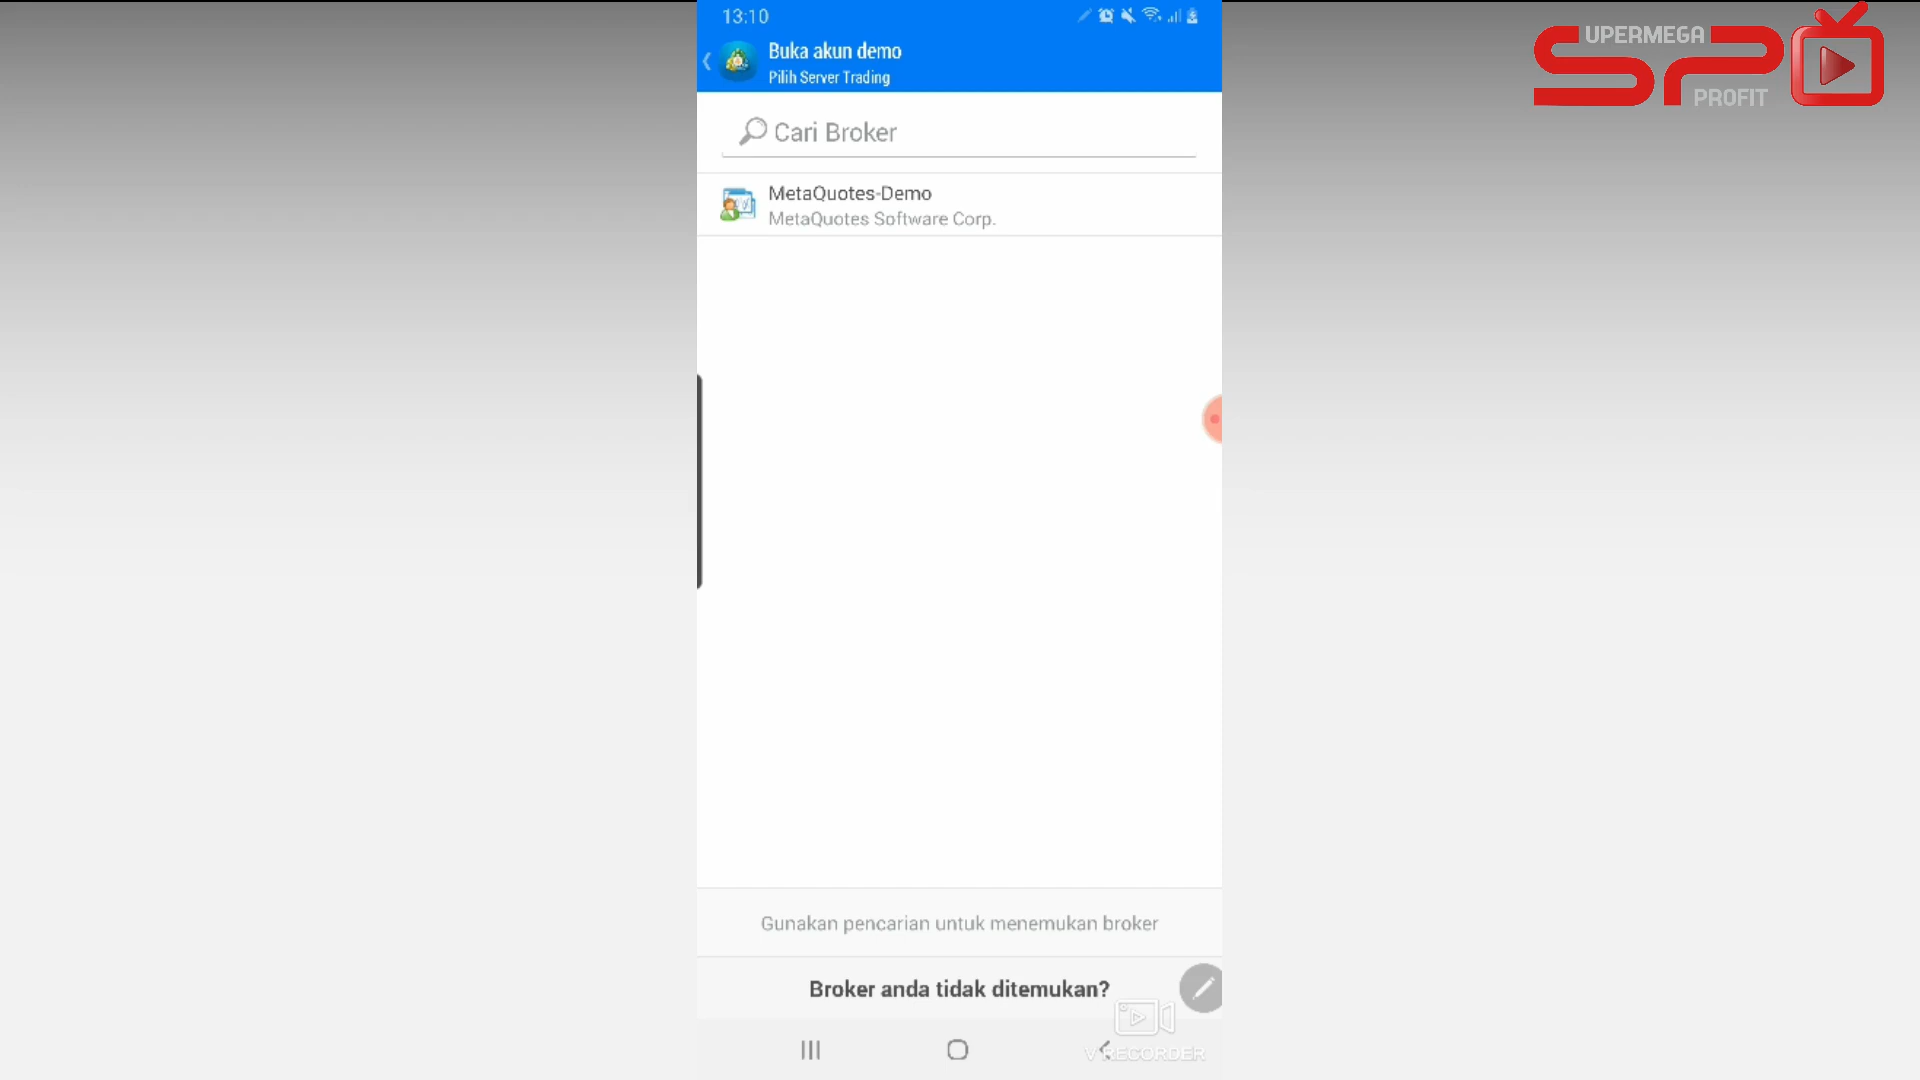 13:10
Buka akun demo
Pilih Server Trading
Cari Broker
MetaQuotes-Demo
MetaQuotes Software Corp.
Gunakan pencarian untuk menemukan broker
Broker anda tidak ditemukan?
V RECORDER
SUPERMEGA
PROFIT